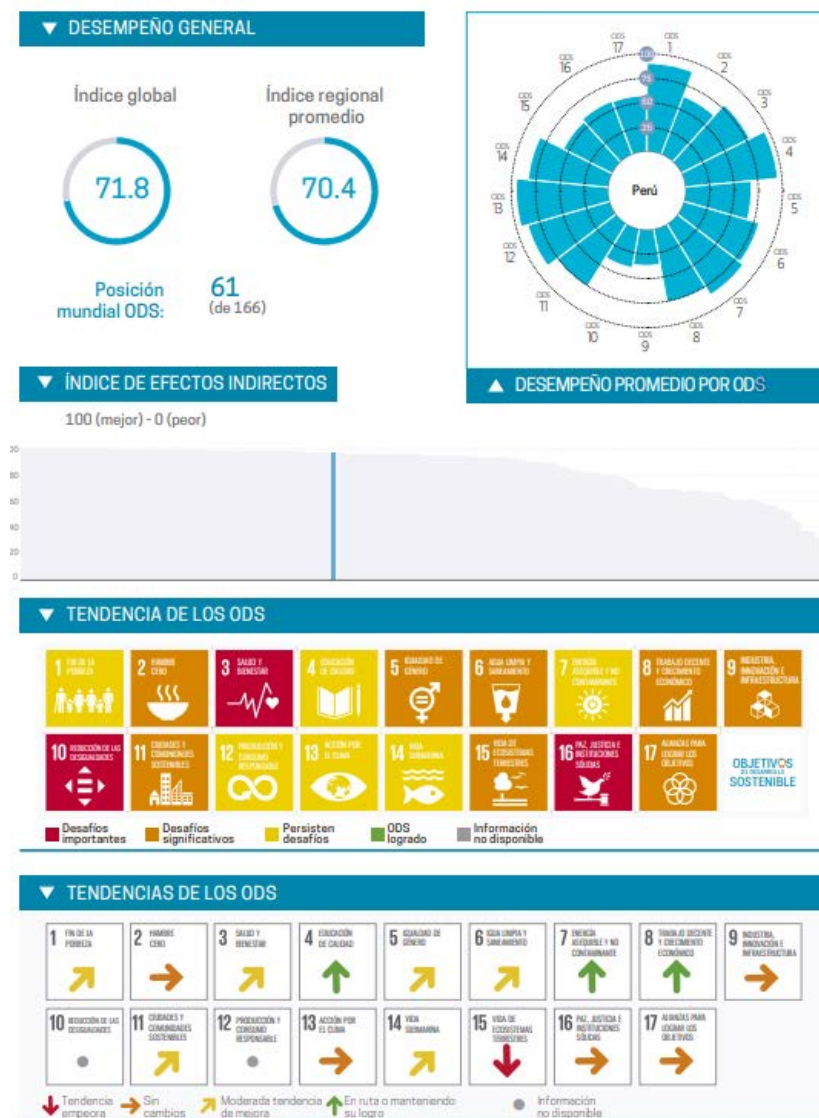 ▼ DESEMPEÑO GENERAL
Índice global
71.8
Índice regional
promedio
70.4
Posición
mundial ODS:
61
(de 166)
ODS
1
ODS
2
ODS
3
ODS
4
ODS
5
ODS
6
ODS
7
ODS
8
ODS
9
ODS
10
ODS
11
ODS
12
ODS
13
ODS
14
ODS
15
ODS
16
ODS
17
100
75
50
25
Perú
▲ DESEMPEÑO PROMEDIO POR ODS
▼ ÍNDICE DE EFECTOS INDIRECTOS
100 (mejor) - 0 (peor)
80
60
40
20
0
▼ TENDENCIA DE LOS ODS
1 FIN DE LA
POBREZA
2 HAMBRE
CERO
3 SALUD Y
BIENESTAR
4 EDUCACIÓN
DE CALIDAD
5 IGUALDAD DE
GÉNERO
6 AGUA LIMPIA Y
SANEAMIENTO
7 ENERGÍA
ASEQUIBLE Y NO
CONTAMINANTE
8 TRABAJO DECENTE
Y CRECIMIENTO
ECONÓMICO
9 INDUSTRIA,
INNOVACIÓN E
INFRAESTRUCTURA
10 REDUCCIÓN DE LAS
DESIGUALDADES
11 CIUDADES Y
COMUNIDADES
SOSTENIBLES
12 PRODUCCIÓN Y
CONSUMO
RESPONSABLE
13 ACCIÓN POR
EL CLIMA
14 VIDA
SUBMARINA
15 VIDA DE
ECOSISTEMAS
TERRESTRES
16 PAZ, JUSTICIA E
INSTITUCIONES
SÓLIDAS
17 ALIANZAS PARA
LOGRAR LOS
OBJETIVOS
OBJETIVOS
DE DESARROLLO
SOSTENIBLE
Desafíos
importantes
Desafíos
significativos
Persisten
desafíos
ODS
logrado
Información
no disponible
▼ TENDENCIAS DE LOS ODS
1 FIN DE LA
POBREZA
2 HAMBRE
CERO
3 SALUD Y
BIENESTAR
4 EDUCACIÓN
DE CALIDAD
5 IGUALDAD DE
GÉNERO
6 AGUA LIMPIA Y
SANEAMIENTO
7 ENERGÍA
ASEQUIBLE Y NO
CONTAMINANTE
8 TRABAJO DECENTE
Y CRECIMIENTO
ECONÓMICO
9 INDUSTRIA,
INNOVACIÓN E
INFRAESTRUCTURA
10 REDUCCIÓN DE LAS
DESIGUALDADES
11 CIUDADES Y
COMUNIDADES
SOSTENIBLES
12 PRODUCCIÓN Y
CONSUMO
RESPONSABLE
13 ACCIÓN POR
EL CLIMA
14 VIDA
SUBMARINA
15 VIDA DE
ECOSISTEMAS
TERRESTRES
16 PAZ, JUSTICIA E
INSTITUCIONES
SÓLIDAS
17 ALIANZAS PARA
LOGRAR LOS
OBJETIVOS
Tendencia
empeora
Sin
cambios
Moderada tendencia
de mejora
En ruta o manteniendo
su logro
Información
no disponible